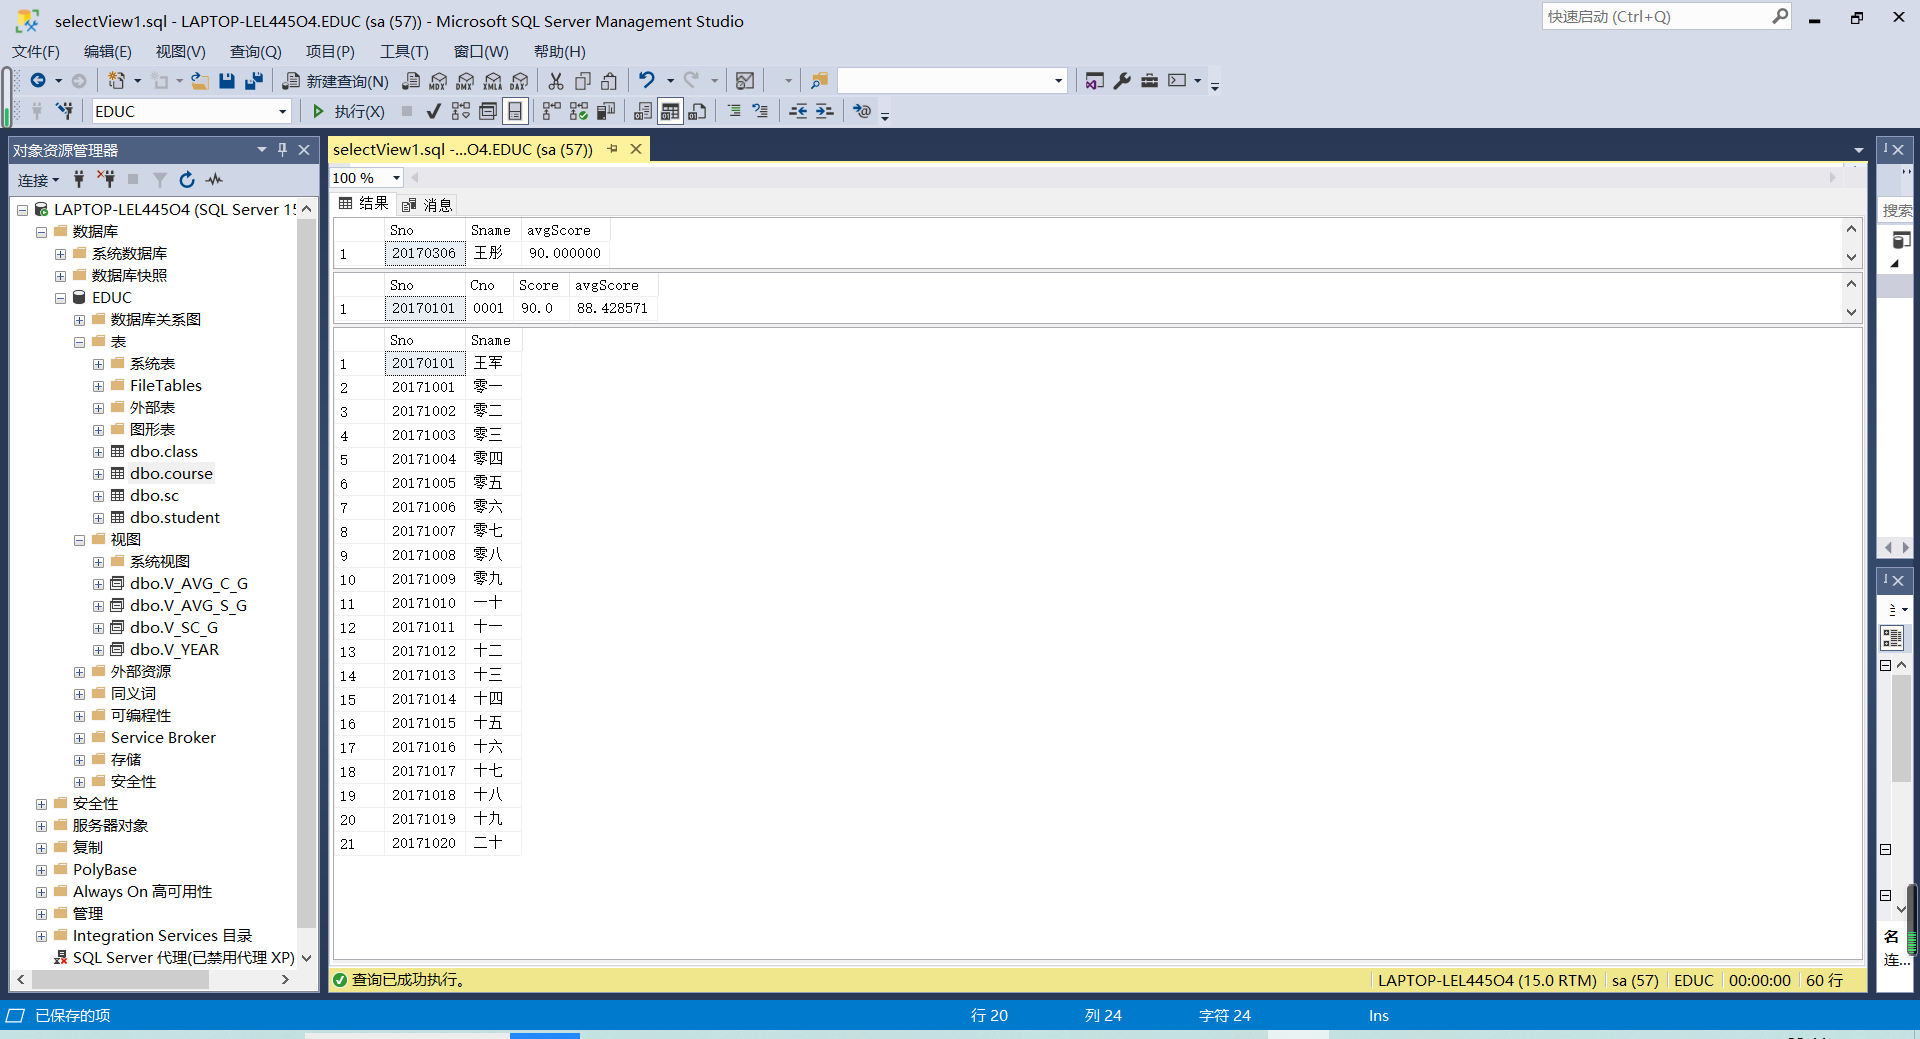 selectView1.sql - LAPTOP-LEL445O4.EDUC (sa (57)) - Microsoft SQL Server Management Studio
快速启动 (Ctrl+Q)
文件(F) 编辑(E) 视图(V) 查询(Q) 项目(P) 工具(T) 窗口(W) 帮助(H)
新建查询(N) MDX DMX XMLA DAX
EDUC 执行(X)
对象资源管理器
连接
LAPTOP-LEL445O4 (SQL Server 15
数据库
系统数据库
数据库快照
EDUC
数据库关系图
表
系统表
FileTables
外部表
图形表
dbo.class
dbo.course
dbo.sc
dbo.student
视图
系统视图
dbo.V_AVG_C_G
dbo.V_AVG_S_G
dbo.V_SC_G
dbo.V_YEAR
外部资源
同义词
可编程性
Service Broker
存储
安全性
安全性
服务器对象
复制
PolyBase
Always On 高可用性
管理
Integration Services 目录
SQL Server 代理(已禁用代理 XP)
selectView1.sql -...O4.EDUC (sa (57))
100 %
结果 消息
Sno Sname avgScore
1 20170306 王彤 90.000000
Sno Cno Score avgScore
1 20170101 0001 90.0 88.428571
Sno Sname
1 20170101 王军
2 20171001 零一
3 20171002 零二
4 20171003 零三
5 20171004 零四
6 20171005 零五
7 20171006 零六
8 20171007 零七
9 20171008 零八
10 20171009 零九
11 20171010 一十
12 20171011 十一
13 20171012 十二
14 20171013 十三
15 20171014 十四
16 20171015 十五
17 20171016 十六
18 20171017 十七
19 20171018 十八
20 20171019 十九
21 20171020 二十
搜索
名
连...
查询已成功执行。 LAPTOP-LEL445O4 (15.0 RTM) sa (57) EDUC 00:00:00 60 行
已保存的项 行 20 列 24 字符 24 Ins